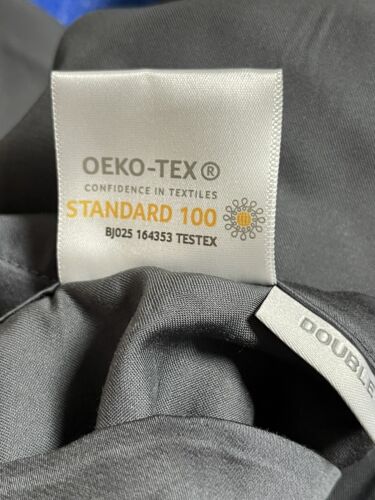 OEKO-TEX®
CONFIDENCE IN TEXTILES
STANDARD 100
BJ025 164353 TESTEX
DOUBLE